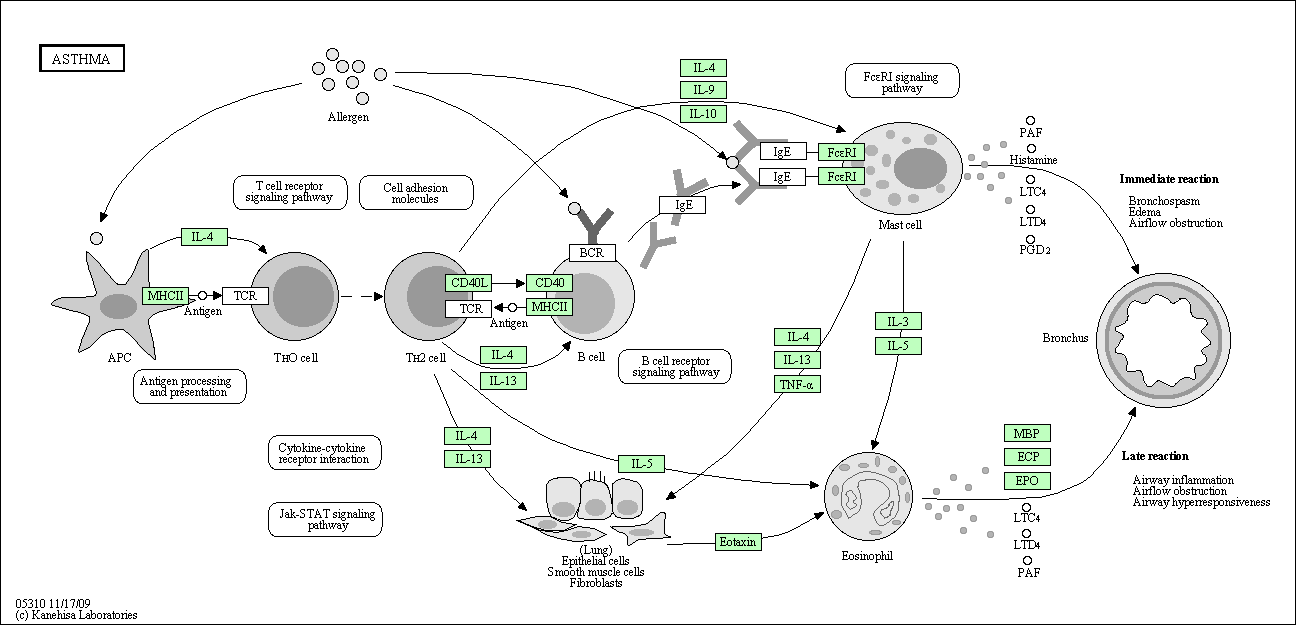 ASTHMA
Allergen
IL-4
IL-9
IL-10
FcεRI signaling
pathway
PAF
Histamine
LTC4
LTD4
PGD2
IgE
FcεRI
IgE
FcεRI
Mast cell
Immediate reaction
Bronchospasm
Edema
Airflow obstruction
T cell receptor
signaling pathway
Cell adhesion
molecules
IgE
IL-4
BCR
MHCII
Antigen
TCR
CD40L
CD40
TCR
Antigen
MHCII
APC
TH0 cell
TH2 cell
B cell
IL-4
IL-13
B cell receptor
signaling pathway
IL-4
IL-13
TNF-α
IL-3
IL-5
Bronchus
Antigen processing
and presentation
Cytokine-cytokine
receptor interaction
Jak-STAT signaling
pathway
IL-4
IL-13
IL-5
MBP
ECP
EPO
LTC4
LTD4
PAF
Late reaction
Airway inflammation
Airflow obstruction
Airway hyperresponsiveness
Eotaxin
Eosinophil
(Lung)
Epithelial cells
Smooth muscle cells
Fibroblasts
05310 11/17/09
(c) Kanehisa Laboratories